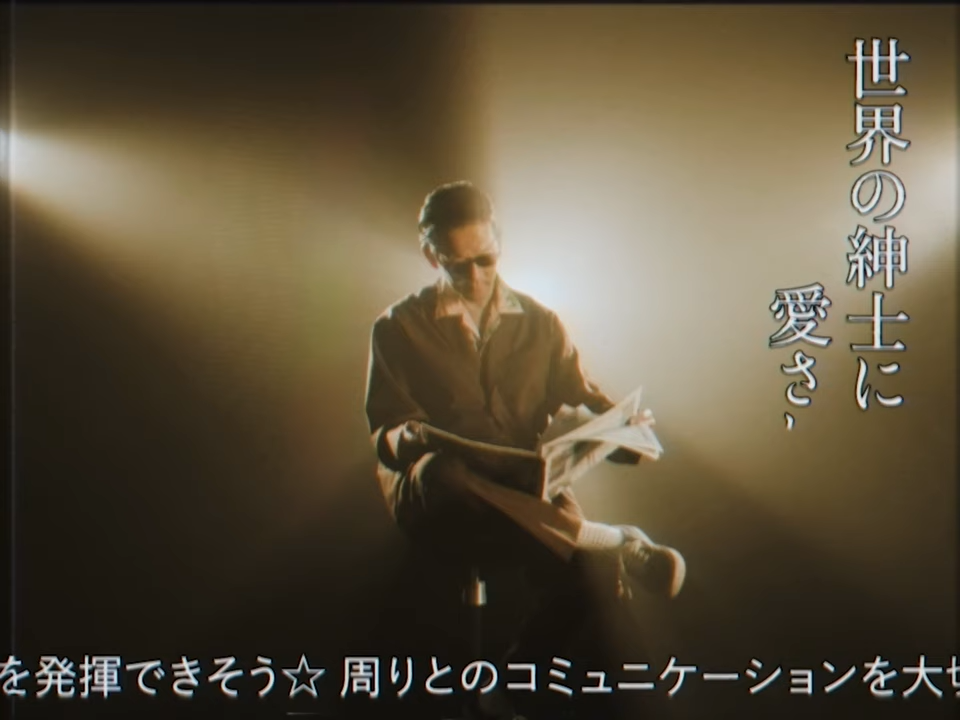 世界の紳士に
愛さ
を発揮できそう☆ 周りとのコミュニケーションを大